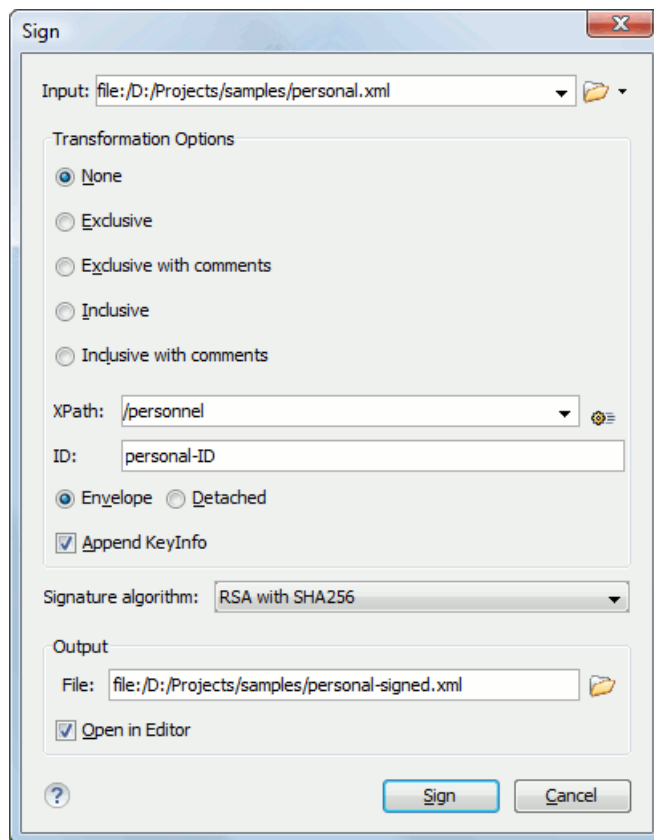 Sign
Input: file:/D:/Projects/samples/personal.xml
Transformation Options
None
Exclusive
Exclusive with comments
Inclusive
Inclusive with comments
XPath: /personnel
ID: personal-ID
Envelope Detached
Append KeyInfo
Signature algorithm: RSA with SHA256
Output
File: file:/D:/Projects/samples/personal-signed.xml
Open in Editor
? Sign Cancel